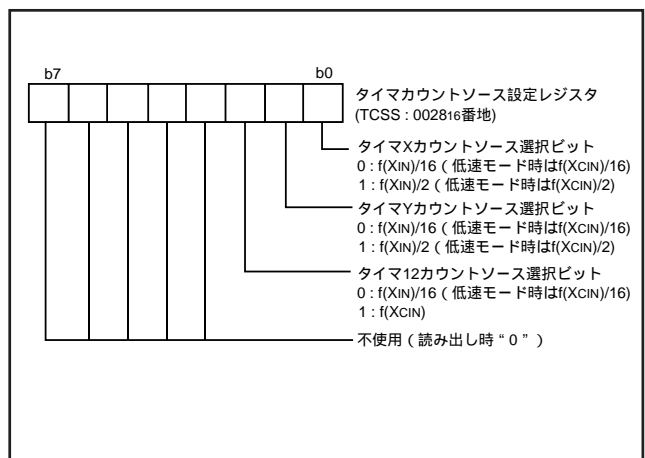 b7 b0
タイマカウントソース設定レジスタ
(TCSS : 002816番地)
タイマXカウントソース選択ビット
0 : f(XIN)/16 ( 低速モード時はf(XCIN)/16)
1 : f(XIN)/2 ( 低速モード時はf(XCIN)/2)
タイマYカウントソース選択ビット
0 : f(XIN)/16 ( 低速モード時はf(XCIN)/16)
1 : f(XIN)/2 ( 低速モード時はf(XCIN)/2)
タイマ12カウントソース選択ビット
0 : f(XIN)/16 ( 低速モード時はf(XCIN)/16)
1 : f(XCIN)
不使用 ( 読み出し時 “ 0 ” )